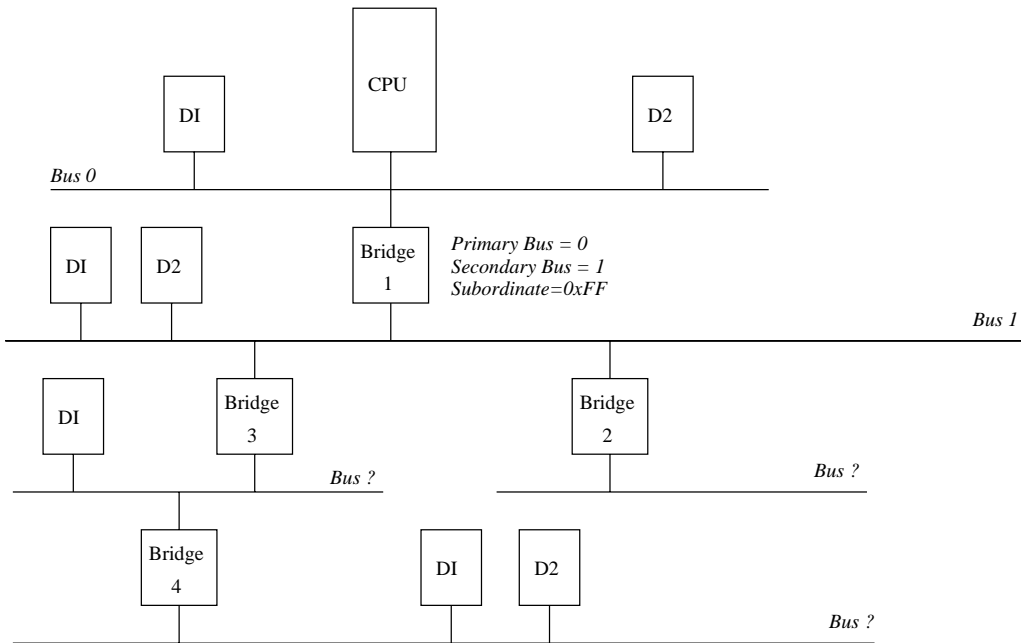 CPU
DI
D2
Bus 0
Bridge
1
Primary Bus = 0
Secondary Bus = 1
Subordinate=0xFF
DI
D2
Bus 1
DI
Bridge
3
Bridge
2
Bus ?
Bus ?
Bridge
4
DI
D2
Bus ?